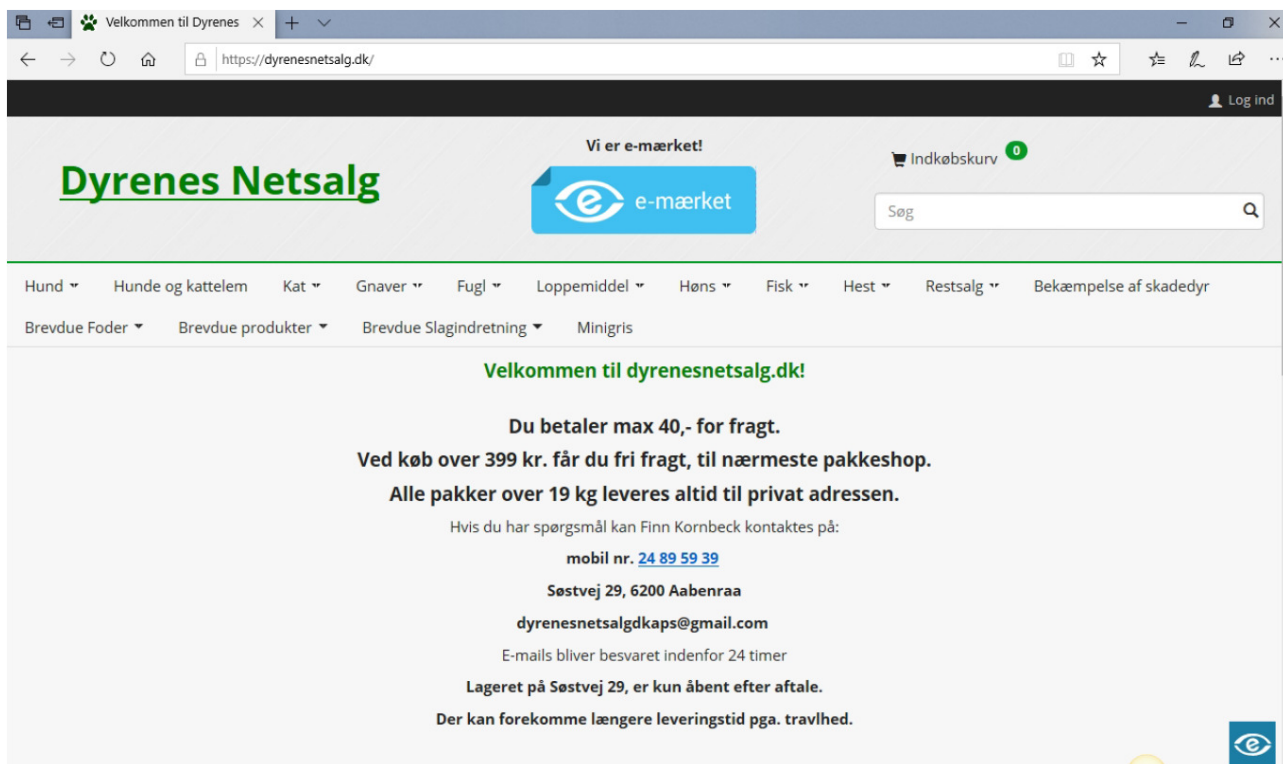 Velkommen til Dyrenes
https://dyrenesnetsalg.dk/
Log ind
Dyrenes Netsalg
Vi er e-mærket!
e-mærket
Indkøbskurv 0
Søg
Hund Hunde og kattelem Kat Gnaver Fugl Loppemiddel Høns Fisk Hest Restsalg Bekæmpelse af skadedyr
Brevdue Foder Brevdue produkter Brevdue Slagindretning Minigris
Velkommen til dyrenesnetsalg.dk!
Du betaler max 40,- for fragt.
Ved køb over 399 kr. får du fri fragt, til nærmeste pakkeshop.
Alle pakker over 19 kg leveres altid til privat adressen.
Hvis du har spørgsmål kan Finn Kornbeck kontaktes på:
mobil nr. 24 89 59 39
Søstvej 29, 6200 Aabenraa
dyrenesnetsalgdkaps@gmail.com
E-mails bliver besvaret indenfor 24 timer
Lageret på Søstvej 29, er kun åbent efter aftale.
Der kan forekomme længere leveringstid pga. travlhed.